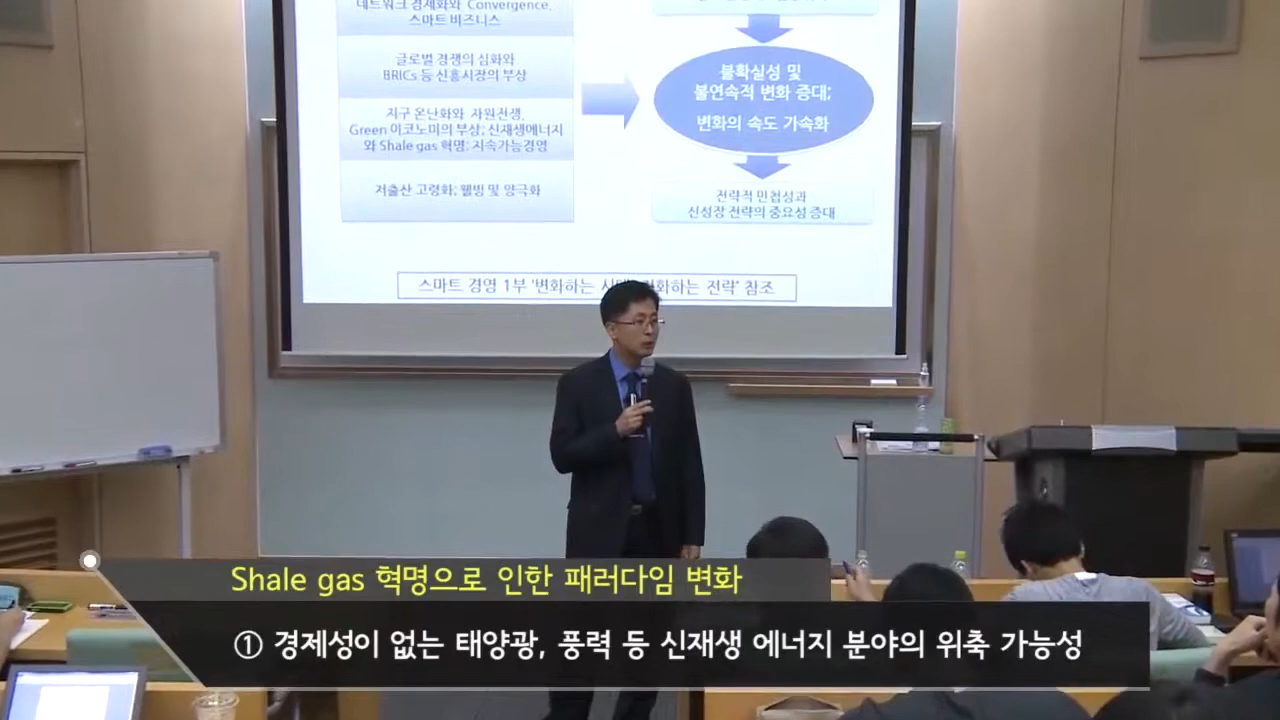 네트워크 경제화와 Convergence,
스마트 비즈니스
글로벌 경쟁의 심화와
BRICs 등 신흥시장의 부상
지구 온난화와 자원전쟁,
Green 이코노미의 부상; 신재생에너지
와 Shale gas 혁명; 지속가능경영
저출산 고령화; 웰빙 및 양극화
불확실성 및
불연속적 변화 증대;
변화의 속도 가속화
전략적 민첩성과
신성장 전략의 중요성 증대
스마트 경영 1부 '변화하는 전략' 참조
Shale gas 혁명으로 인한 패러다임 변화
① 경제성이 없는 태양광, 풍력 등 신재생 에너지 분야의 위축 가능성